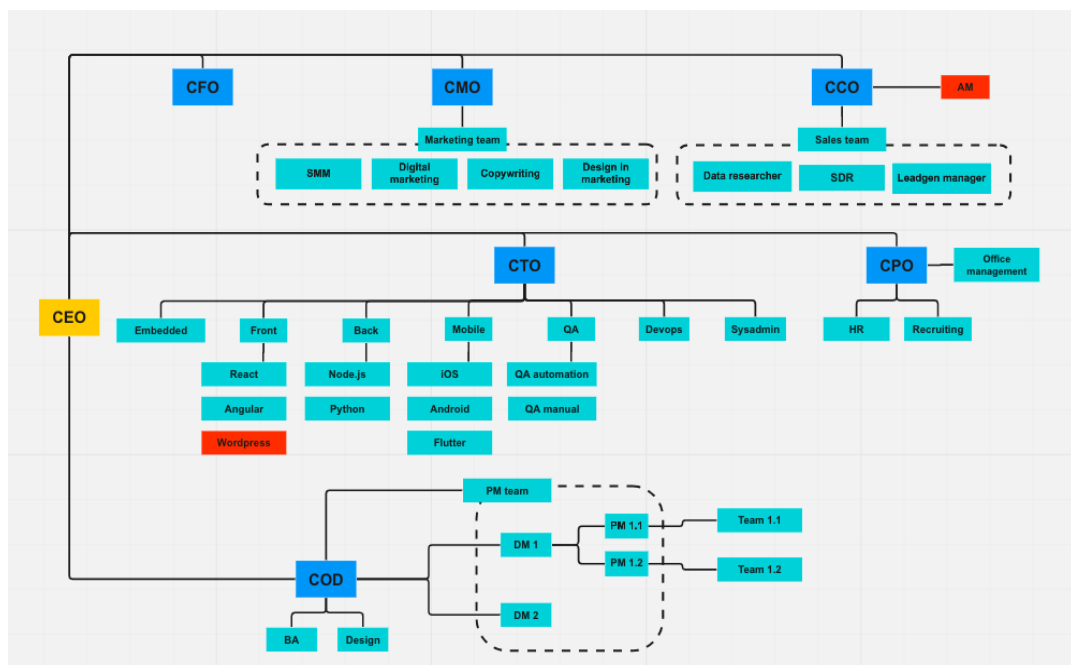 CFO
CMO
CCO
AM
Marketing team
Sales team
SMM
Digital
marketing
Copywriting
Design in
marketing
Data researcher
SDR
Leadgen manager
CTO
CPO
Office
management
CEO
Embedded
Front
Back
Mobile
QA
Devops
Sysadmin
HR
Recruiting
React
Node.js
iOS
QA automation
Angular
Python
Android
QA manual
Wordpress
Flutter
PM team
PM 1.1
Team 1.1
DM 1
PM 1.2
Team 1.2
COD
DM 2
BA
Design